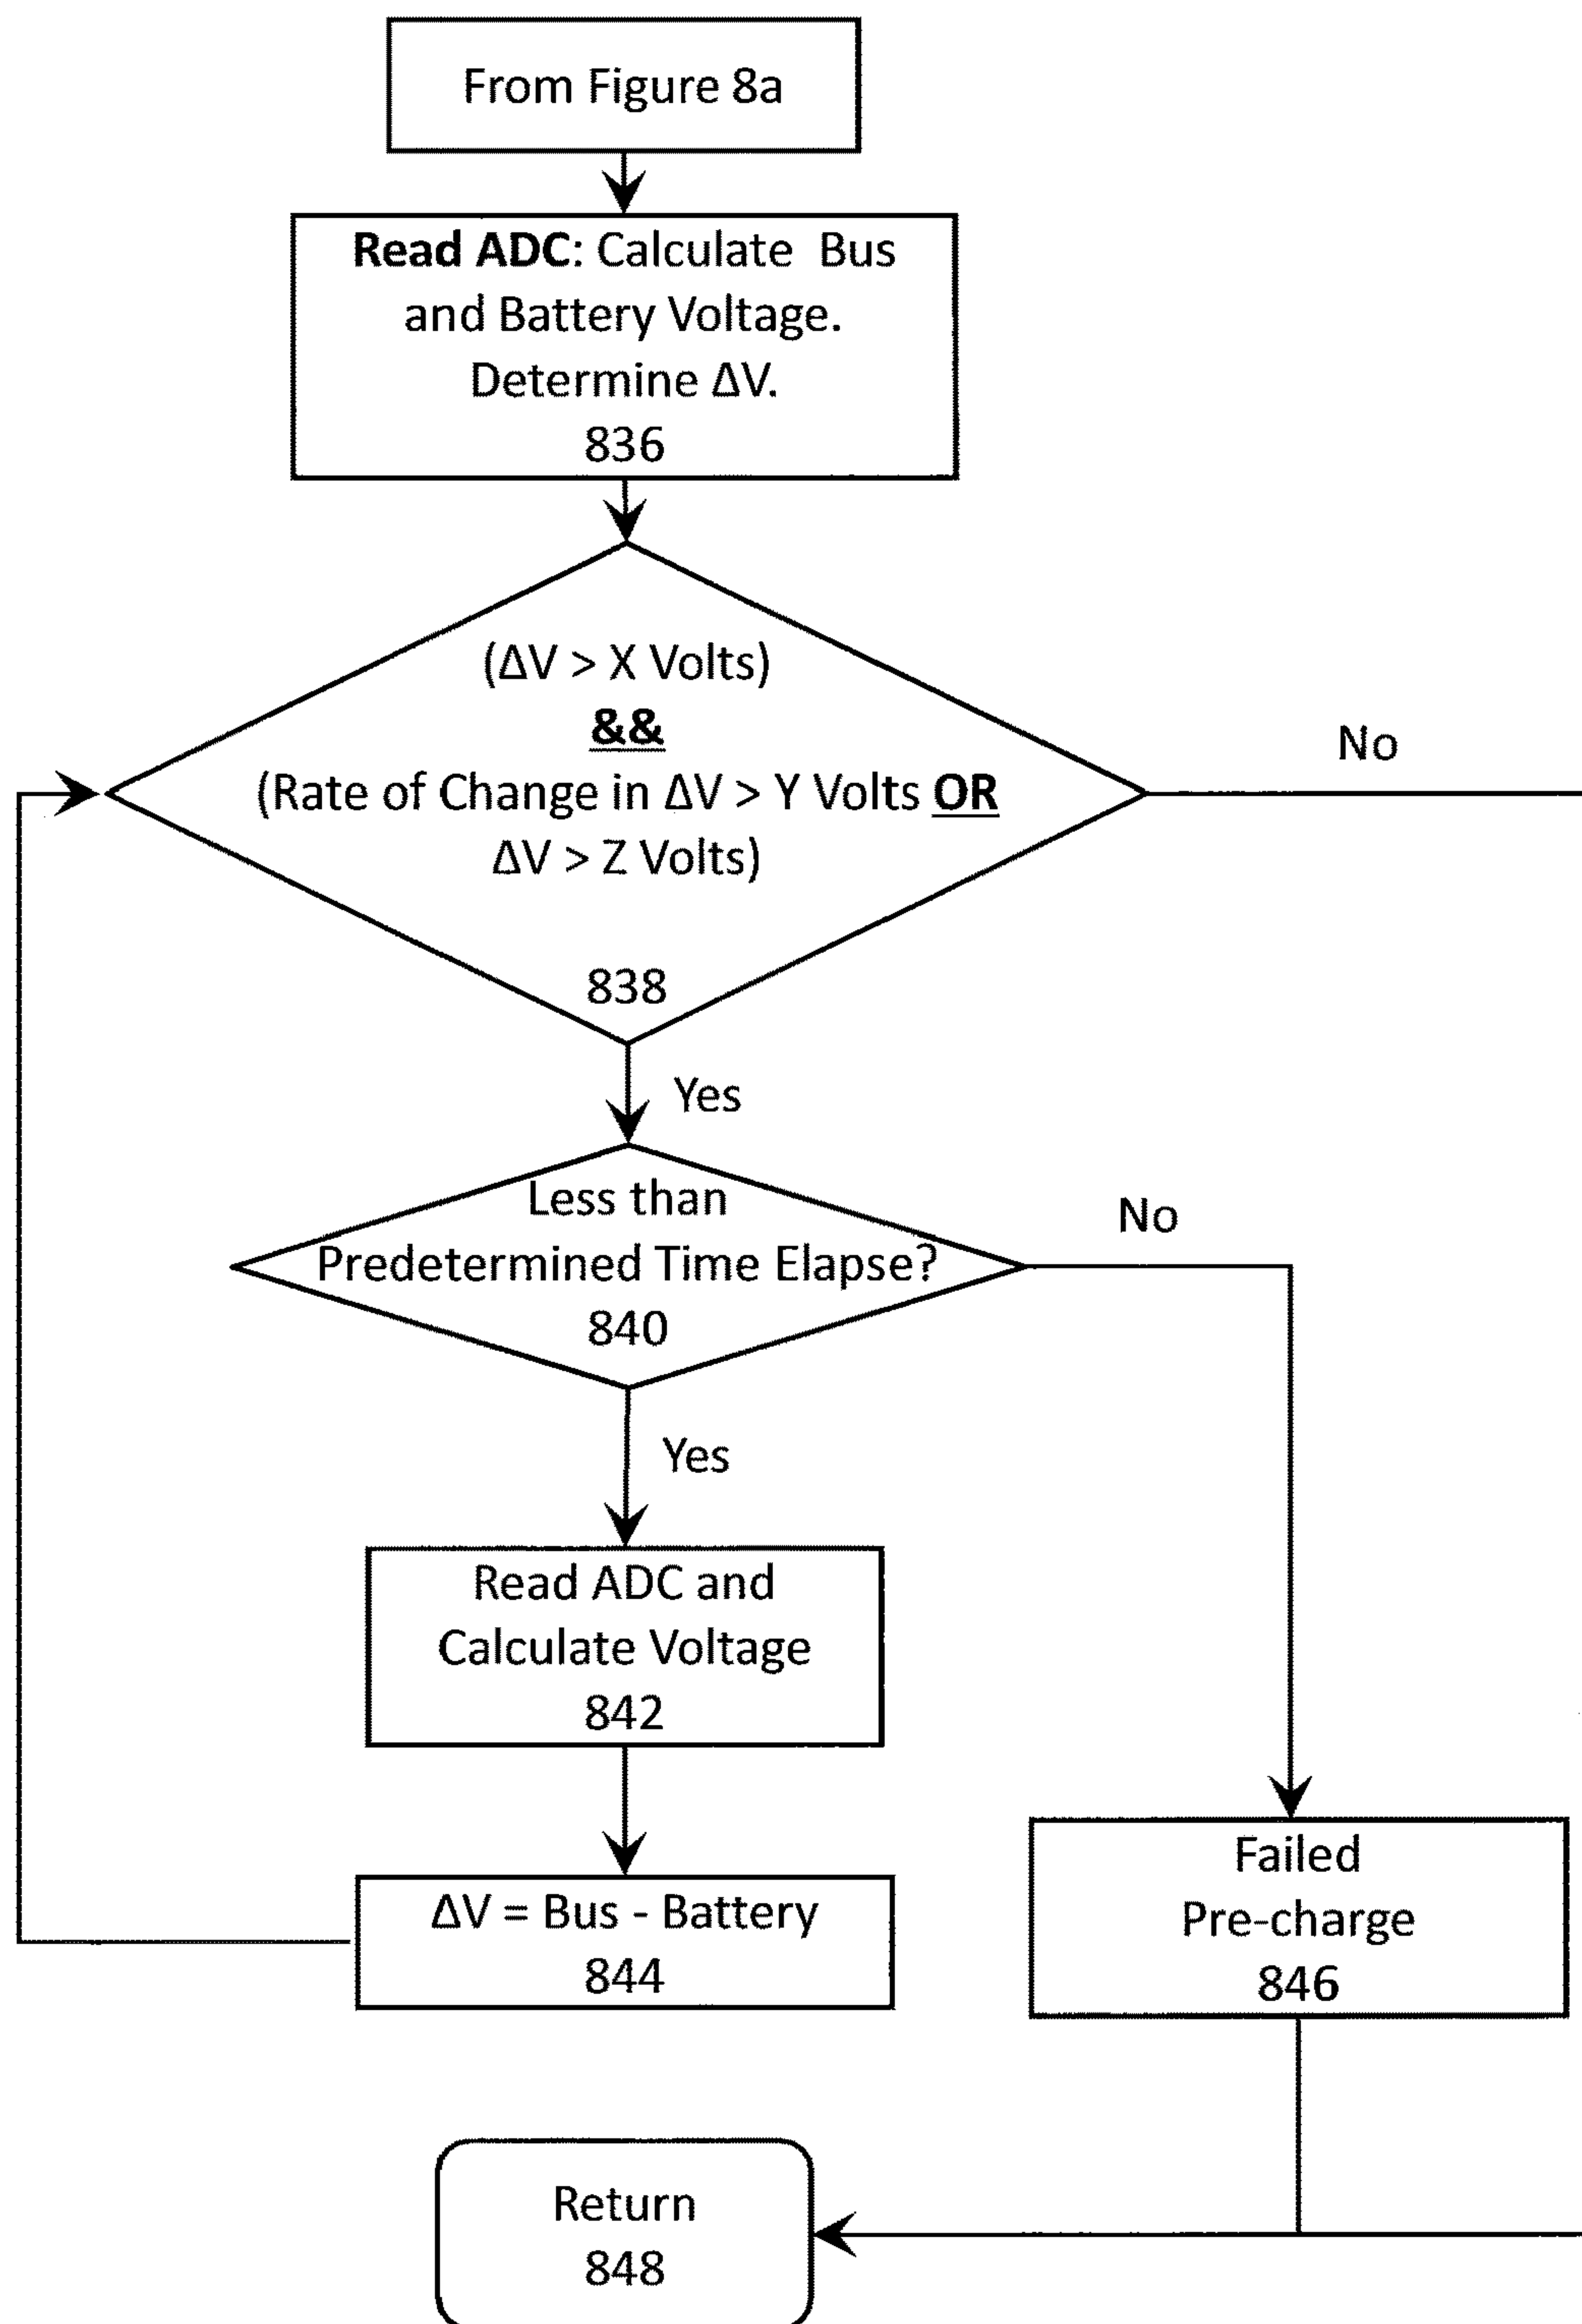 From Figure 8a
Read ADC: Calculate Bus
and Battery Voltage.
Determine ΔV.
836
(ΔV > X Volts)
&&
(Rate of Change in ΔV > Y Volts OR
ΔV > Z Volts)
838
No
Yes
Less than
Predetermined Time Elapse?
840
No
Yes
Read ADC and
Calculate Voltage
842
ΔV = Bus - Battery
844
Failed
Pre-charge
846
Return
848